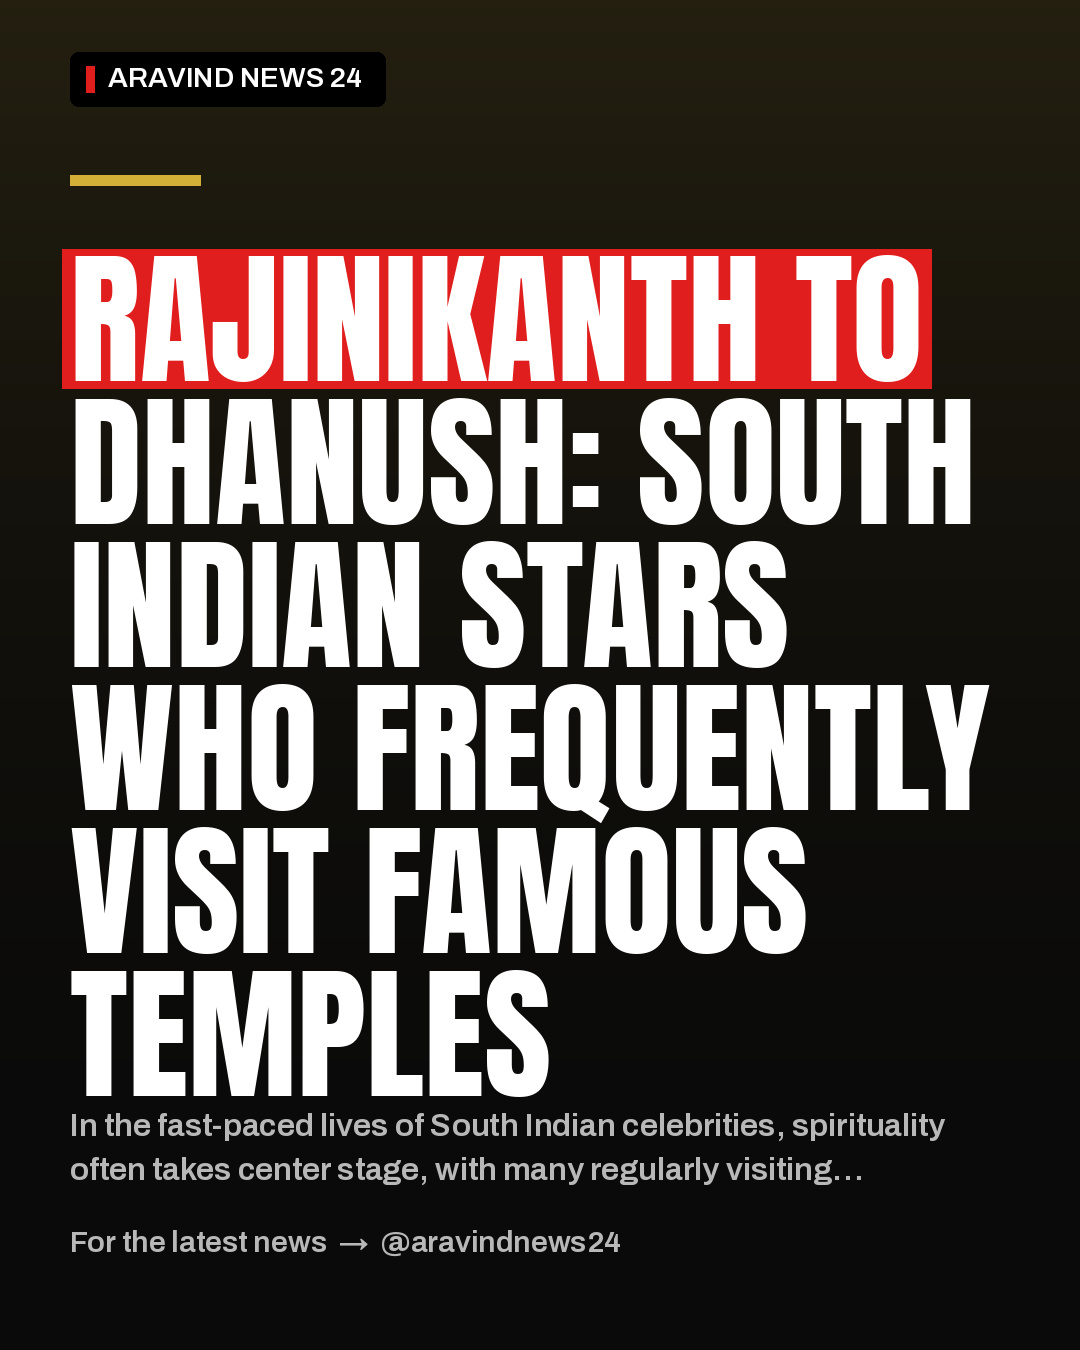 ARAVIND NEWS 24
RAJINIKANTH TO
DHANUSH: SOUTH
INDIAN STARS
WHO FREQUENTLY
VISIT FAMOUS
TEMPLES
In the fast-paced lives of South Indian celebrities, spirituality
often takes center stage, with many regularly visiting...
For the latest news → @aravindnews24